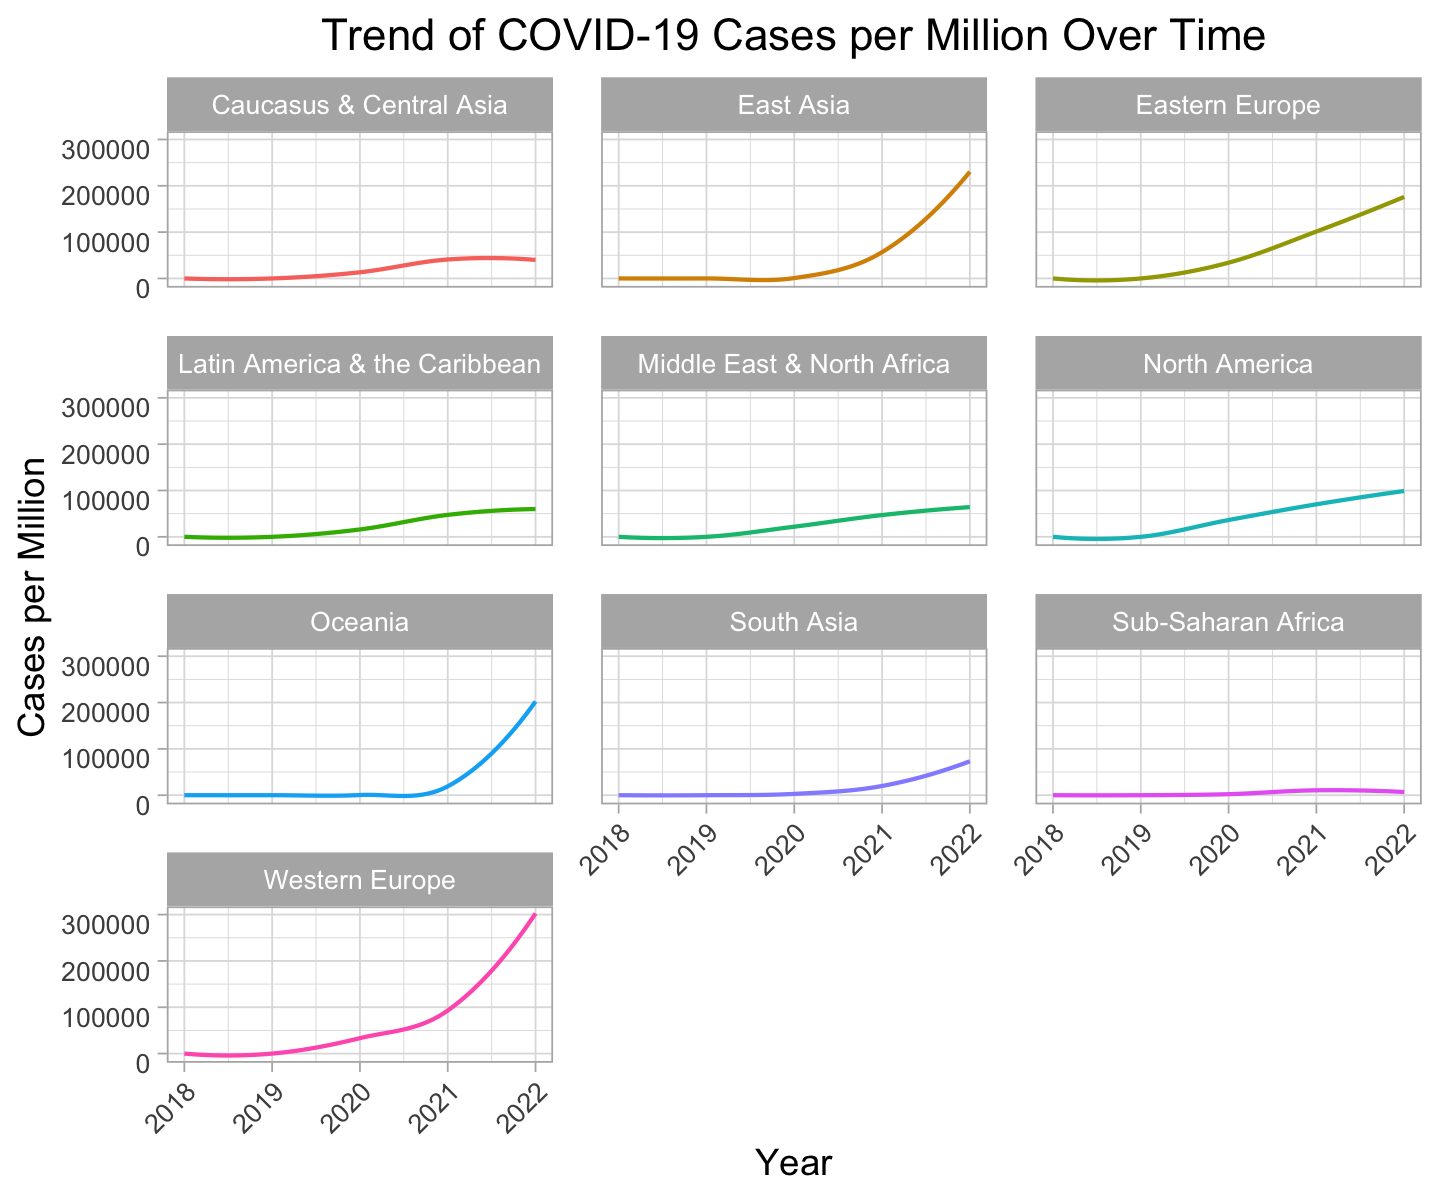 Trend of COVID-19 Cases per Million Over Time
Caucasus & Central Asia
East Asia
Eastern Europe
300000
200000
100000
0
Latin America & the Caribbean
Middle East & North Africa
North America
300000
200000
100000
0
Cases per Million
Oceania
South Asia
Sub-Saharan Africa
300000
200000
100000
0
2018 2019 2020 2021 2022
2018 2019 2020 2021 2022
Western Europe
300000
200000
100000
0
2018 2019 2020 2021 2022
Year